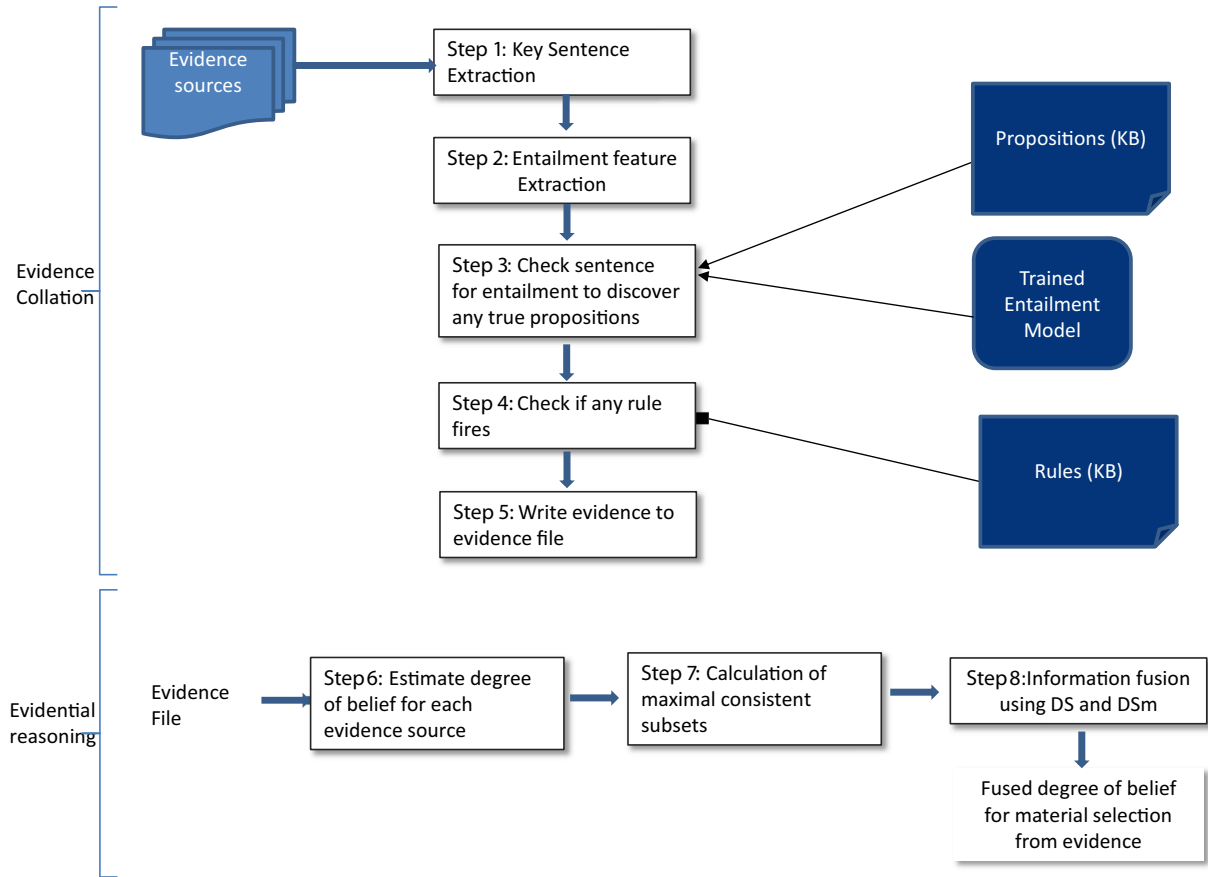 Evidence
sources
Step 1: Key Sentence
Extraction
Step 2: Entailment feature
Extraction
Propositions (KB)
Evidence
Collation
Step 3: Check sentence
for entailment to discover
any true propositions
Trained
Entailment
Model
Step 4: Check if any rule
fires
Rules (KB)
Step 5: Write evidence to
evidence file
Evidential
reasoning
Evidence
File
Step 6: Estimate degree
of belief for each
evidence source
Step 7: Calculation of
maximal consistent
subsets
Step 8:Information fusion
using DS and DSm
Fused degree of belief
for material selection
from evidence